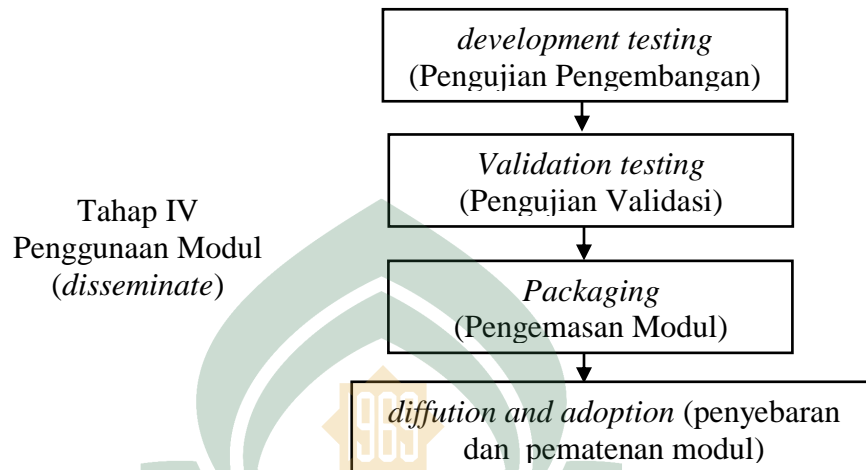 development testing
(Pengujian Pengembangan)
Validation testing
(Pengujian Validasi)
Tahap IV
Penggunaan Modul
(disseminate)
Packaging
(Pengemasan Modul)
diffution and adoption (penyebaran
dan pematenan modul)
1963